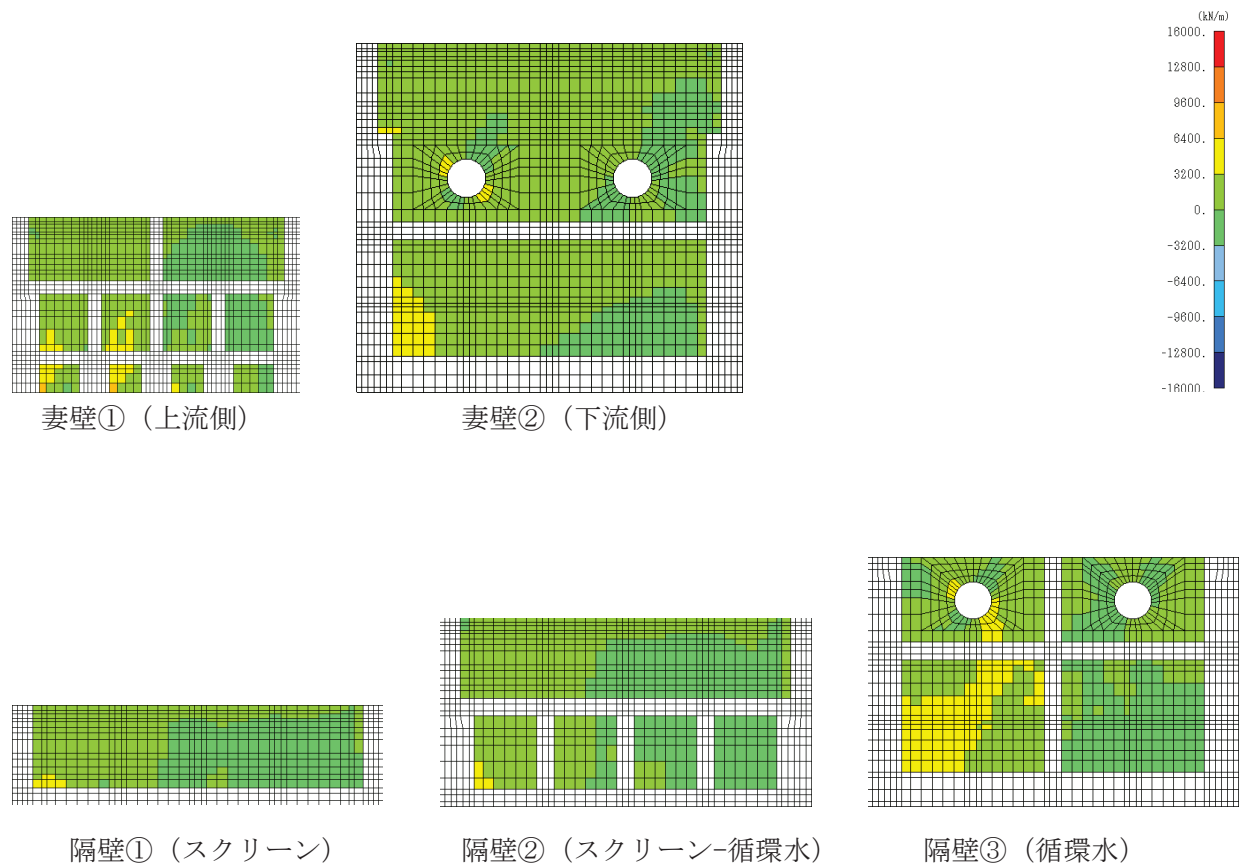 (kN/m)
16000.
12800.
9600.
6400.
3200.
0.
-3200.
-6400.
-9600.
-12800.
-16000.
妻壁①（上流側）
妻壁②（下流側）
隔壁①（スクリーン）
隔壁②（スクリーン-循環水）
隔壁③（循環水）